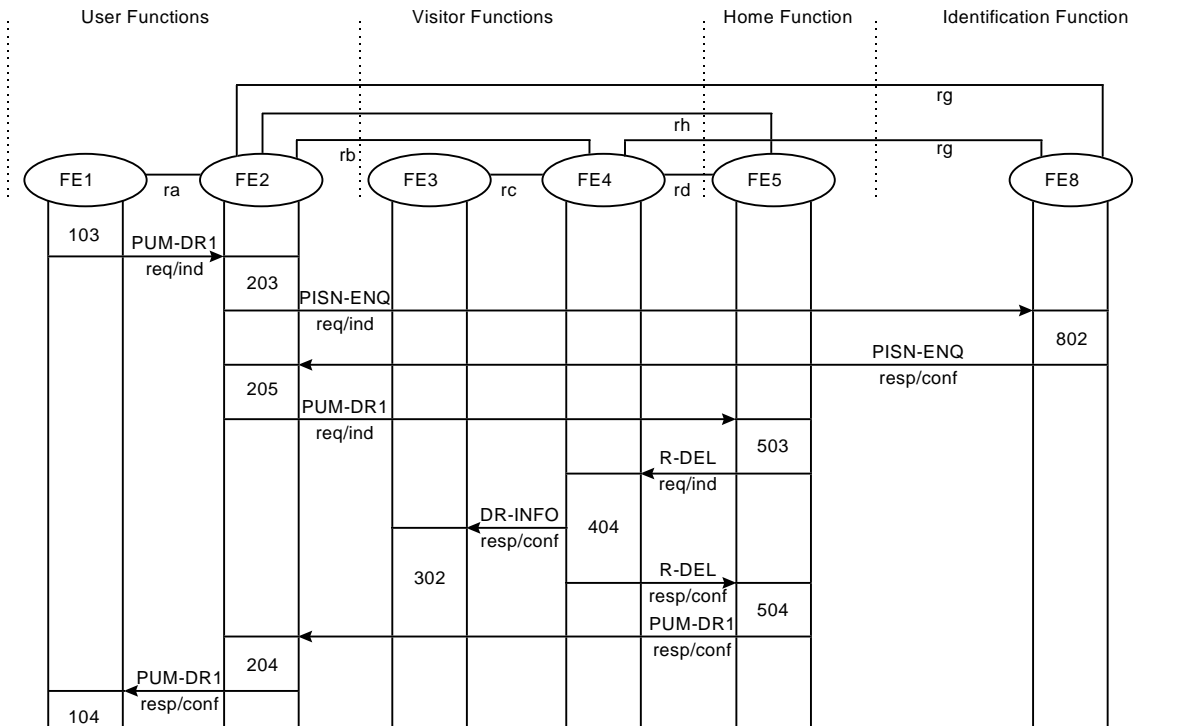 User Functions
Visitor Functions
Home Function
Identification Function
rg
rh
rb
rg
FE1
ra
FE2
FE3
rc
FE4
rd
FE5
FE8
103
PUM-DR1
req/ind
203
PISN-ENQ
req/ind
802
PISN-ENQ
resp/conf
205
PUM-DR1
req/ind
503
R-DEL
req/ind
DR-INFO
resp/conf
404
302
R-DEL
resp/conf
504
PUM-DR1
resp/conf
204
PUM-DR1
resp/conf
104